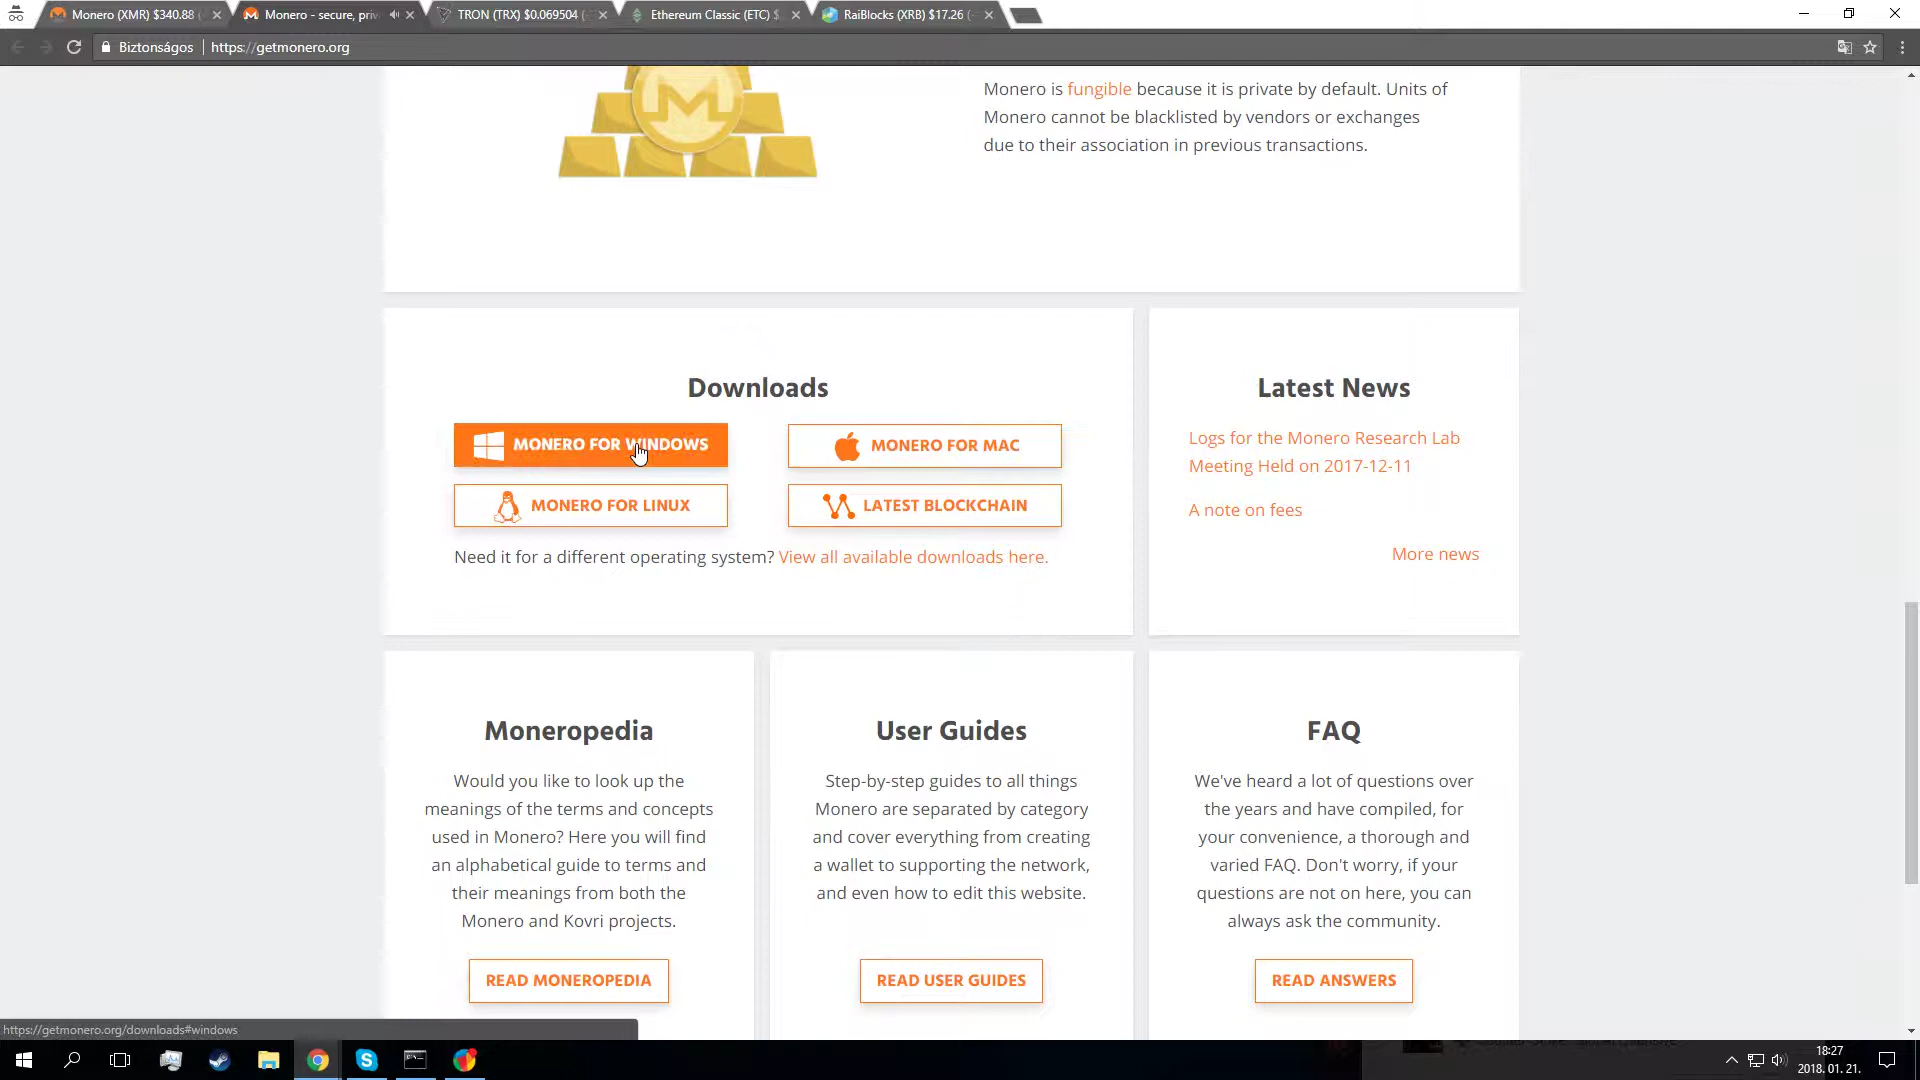 Monero (XMR) $340.88 (
Monero - secure, priv
TRON (TRX) $0.069504 (
Ethereum Classic (ETC) $
RaiBlocks (XRB) $17.26 (
Biztonságos
https://getmonero.org
Monero is fungible because it is private by default. Units of
Monero cannot be blacklisted by vendors or exchanges
due to their association in previous transactions.
Downloads
MONERO FOR WINDOWS
MONERO FOR MAC
MONERO FOR LINUX
LATEST BLOCKCHAIN
Need it for a different operating system? View all available downloads here.
Latest News
Logs for the Monero Research Lab
Meeting Held on 2017-12-11
A note on fees
More news
Moneropedia
Would you like to look up the
meanings of the terms and concepts
used in Monero? Here you will find
an alphabetical guide to terms and
their meanings from both the
Monero and Kovri projects.
READ MONEROPEDIA
User Guides
Step-by-step guides to all things
Monero are separated by category
and cover everything from creating
a wallet to supporting the network,
and even how to edit this website.
READ USER GUIDES
FAQ
We've heard a lot of questions over
the years and have compiled, for
your convenience, a thorough and
varied FAQ. Don't worry, if your
questions are not on here, you can
always ask the community.
READ ANSWERS
https://getmonero.org/downloads#windows
18:27
2018. 01. 21.